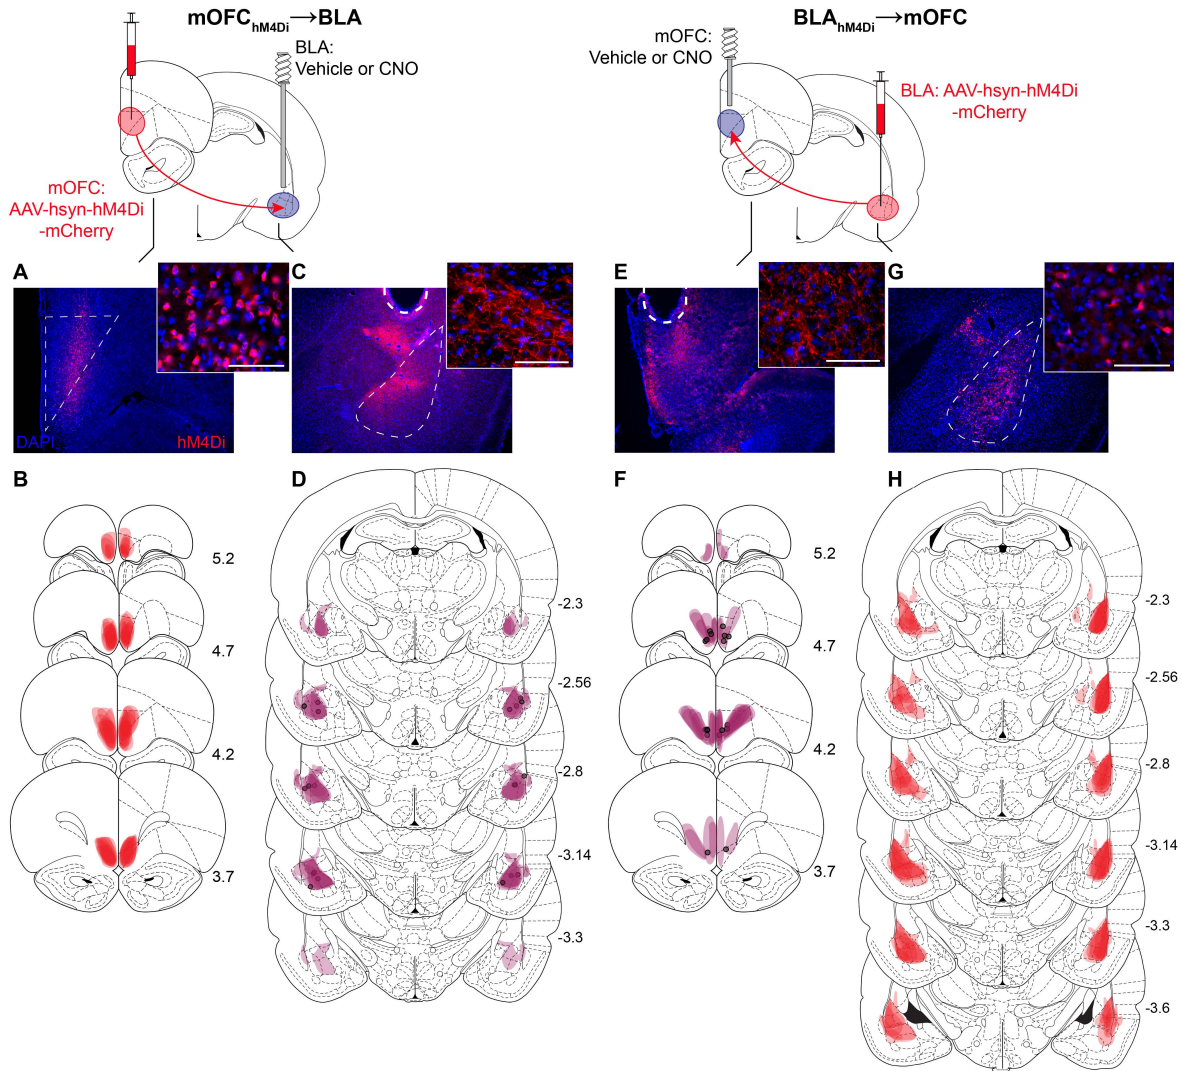 mOFChM4Di→BLA
BLA:
Vehicle or CNO
mOFC:
AAV-hsyn-hM4Di
-mCherry
BLAhM4Di→mOFC
mOFC:
Vehicle or CNO
BLA: AAV-hsyn-hM4Di
-mCherry
A
DAPI
hM4Di
C
E
G
B
5.2
4.7
4.2
3.7
D
-2.3
-2.56
-2.8
-3.14
-3.3
F
5.2
4.7
4.2
3.7
H
-2.3
-2.56
-2.8
-3.14
-3.3
-3.6